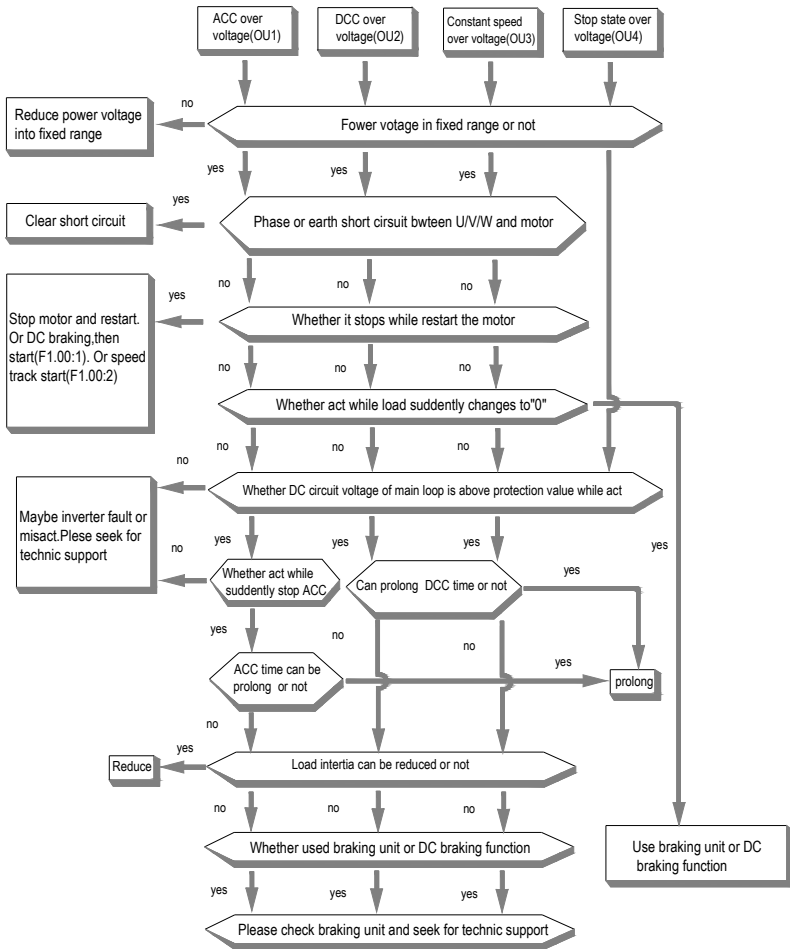 ACC over
voltage(OU1)
DCC over
voltage(OU2)
Constant speed
over voltage(OU3)
Stop state over
voltage(OU4)
no
Reduce power voltage
into fixed range
Fower votage in fixed range or not
yes
yes
yes
yes
Clear short circuit
Phase or earth short circuit bwteen U/V/W and motor
no
no
no
yes
Stop motor and restart.
Or DC braking,then
start(F1.00:1). Or speed
track start(F1.00:2)
Whether it stops while restart the motor
no
no
no
Whether act while load suddently changes to"0"
no
no
no
no
Whether DC circuit voltage of main loop is above protection value while act
Maybe inverter fault or
misact.Plese seek for
technic support
yes
yes
yes
yes
no
Whether act while
suddently stop ACC
Can prolong DCC time or not
yes
yes
no
no
ACC time can be
prolong or not
yes
prolong
no
yes
Reduce
Load intertia can be reduced or not
no
no
no
Whether used braking unit or DC braking function
Use braking unit or DC
braking function
yes
yes
yes
Please check braking unit and seek for technic support